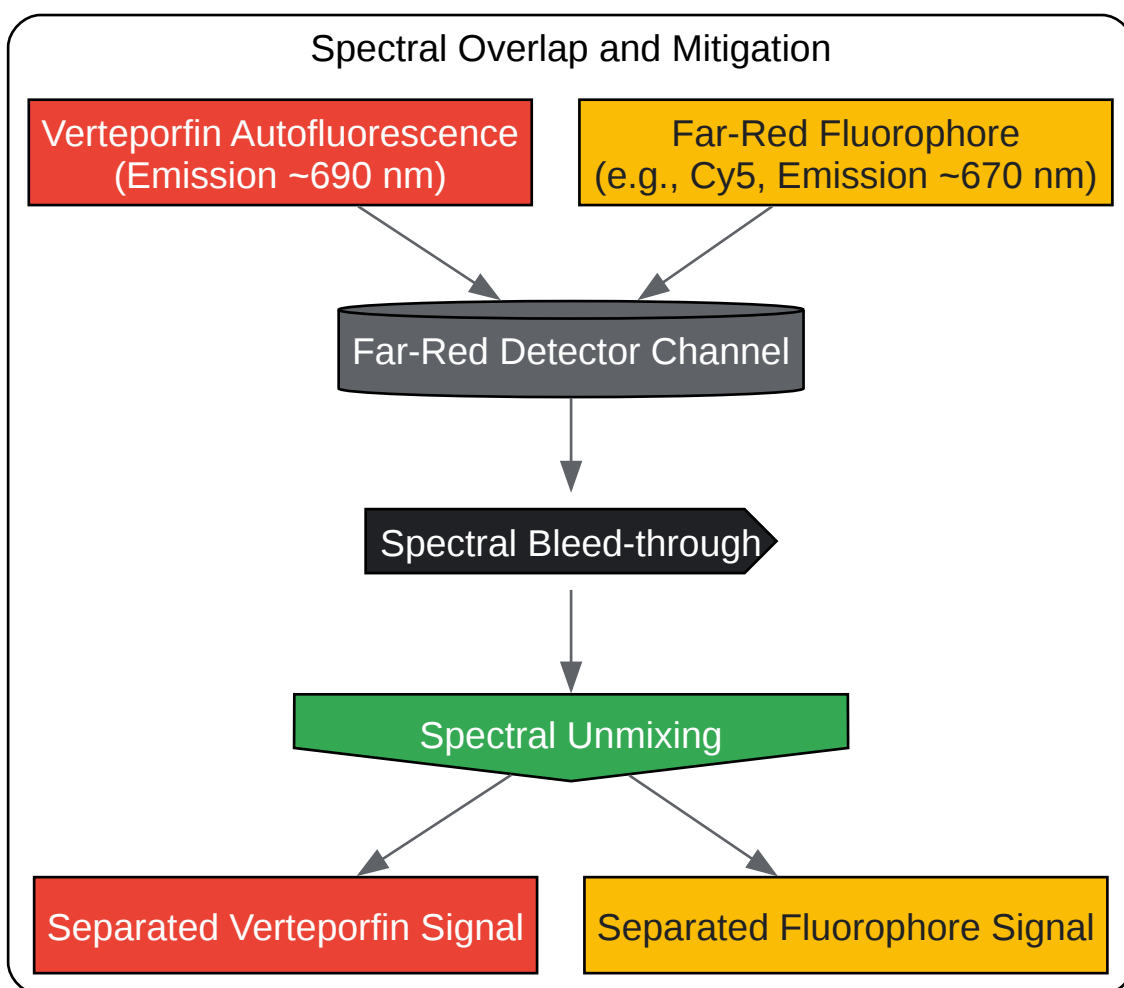 Spectral Overlap and Mitigation
Verteporfin Autofluorescence
(Emission ~690 nm)
Far-Red Fluorophore
(e.g., Cy5, Emission ~670 nm)
Far-Red Detector Channel
Spectral Bleed-through
Spectral Unmixing
Separated Verteporfin Signal
Separated Fluorophore Signal